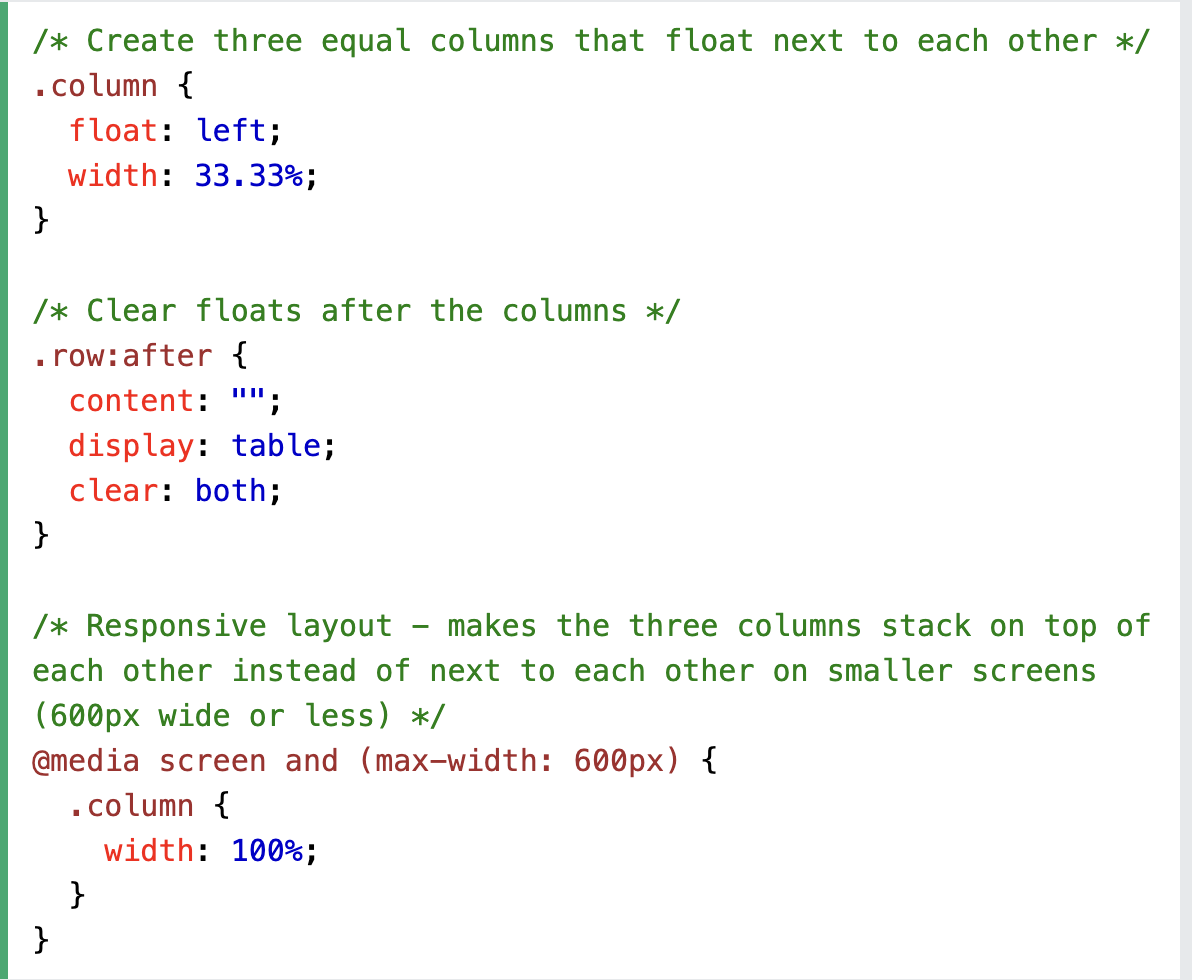 /* Create three equal columns that float next to each other */
.column {
  float: left;
  width: 33.33%;
}

/* Clear floats after the columns */
.row:after {
  content: "";
  display: table;
  clear: both;
}

/* Responsive layout - makes the three columns stack on top of
each other instead of next to each other on smaller screens
(600px wide or less) */
@media screen and (max-width: 600px) {
  .column {
    width: 100%;
  }
}